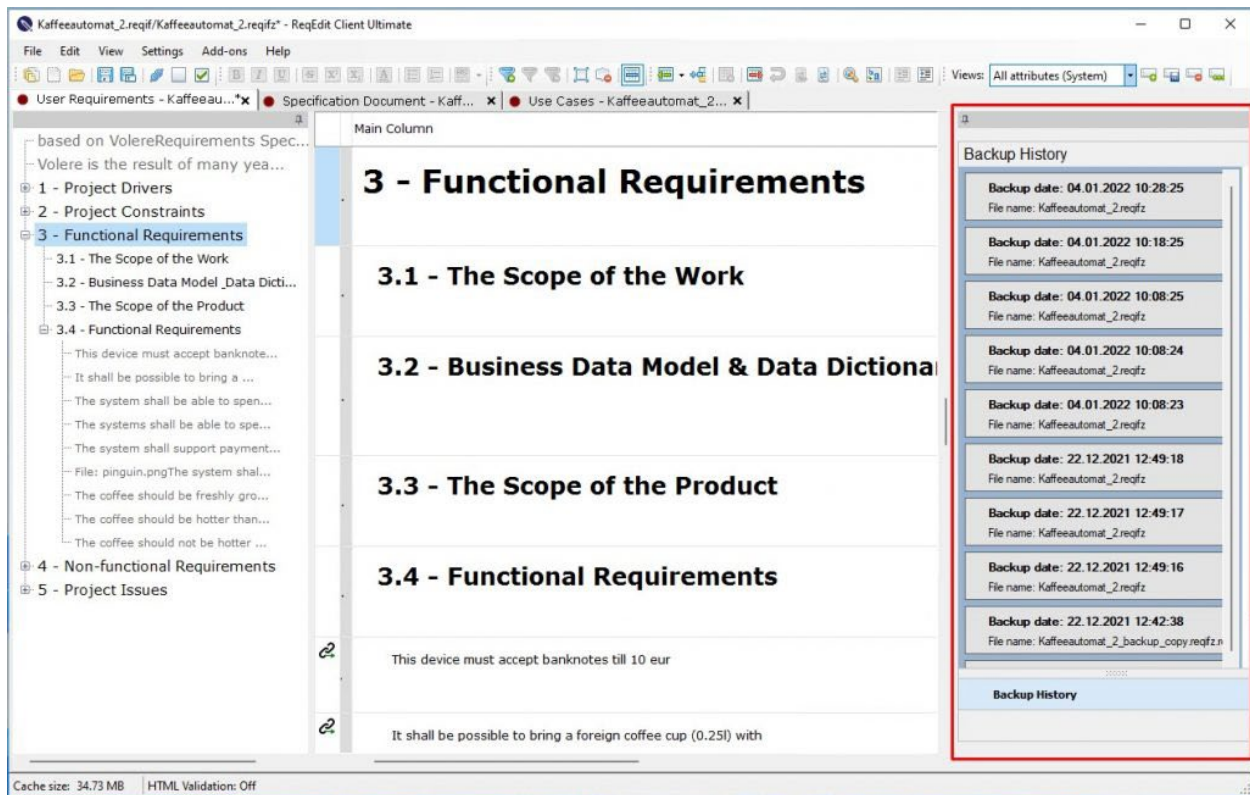 Kaffeeautomat_2.reqif/Kaffeeautomat_2.reqifz* - ReqEdit Client Ultimate
File Edit View Settings Add-ons Help
Views: All attributes (System)
User Requirements - Kaffeeau...*x
Specification Document - Kaff... x
Use Cases - Kaffeeautomat_2... x
based on VolereRequirements Spec...
Volere is the result of many yea...
1 - Project Drivers
2 - Project Constraints
3 - Functional Requirements
3.1 - The Scope of the Work
3.2 - Business Data Model _Data Dicti...
3.3 - The Scope of the Product
3.4 - Functional Requirements
This device must accept banknote...
It shall be possible to bring a ...
The system shall be able to spen...
The systems shall be able to spe...
The system shall support payment...
File: pinguin.pngThe system shal...
The coffee should be freshly gro...
The coffee should be hotter than...
The coffee should not be hotter ...
4 - Non-functional Requirements
5 - Project Issues
Main Column
3 - Functional Requirements
3.1 - The Scope of the Work
3.2 - Business Data Model & Data Dictionar
3.3 - The Scope of the Product
3.4 - Functional Requirements
This device must accept banknotes till 10 eur
It shall be possible to bring a foreign coffee cup (0.25l) with
Backup History
Backup date: 04.01.2022 10:28:25
File name: Kaffeeautomat_2.reqifz
Backup date: 04.01.2022 10:18:25
File name: Kaffeeautomat_2.reqifz
Backup date: 04.01.2022 10:08:25
File name: Kaffeeautomat_2.reqifz
Backup date: 04.01.2022 10:08:24
File name: Kaffeeautomat_2.reqifz
Backup date: 04.01.2022 10:08:23
File name: Kaffeeautomat_2.reqifz
Backup date: 22.12.2021 12:49:18
File name: Kaffeeautomat_2.reqifz
Backup date: 22.12.2021 12:49:17
File name: Kaffeeautomat_2.reqifz
Backup date: 22.12.2021 12:49:16
File name: Kaffeeautomat_2.reqifz
Backup date: 22.12.2021 12:42:38
File name: Kaffeeautomat_2_backup_copy.reqifz.r
Backup History
Cache size: 34.73 MB HTML Validation: Off